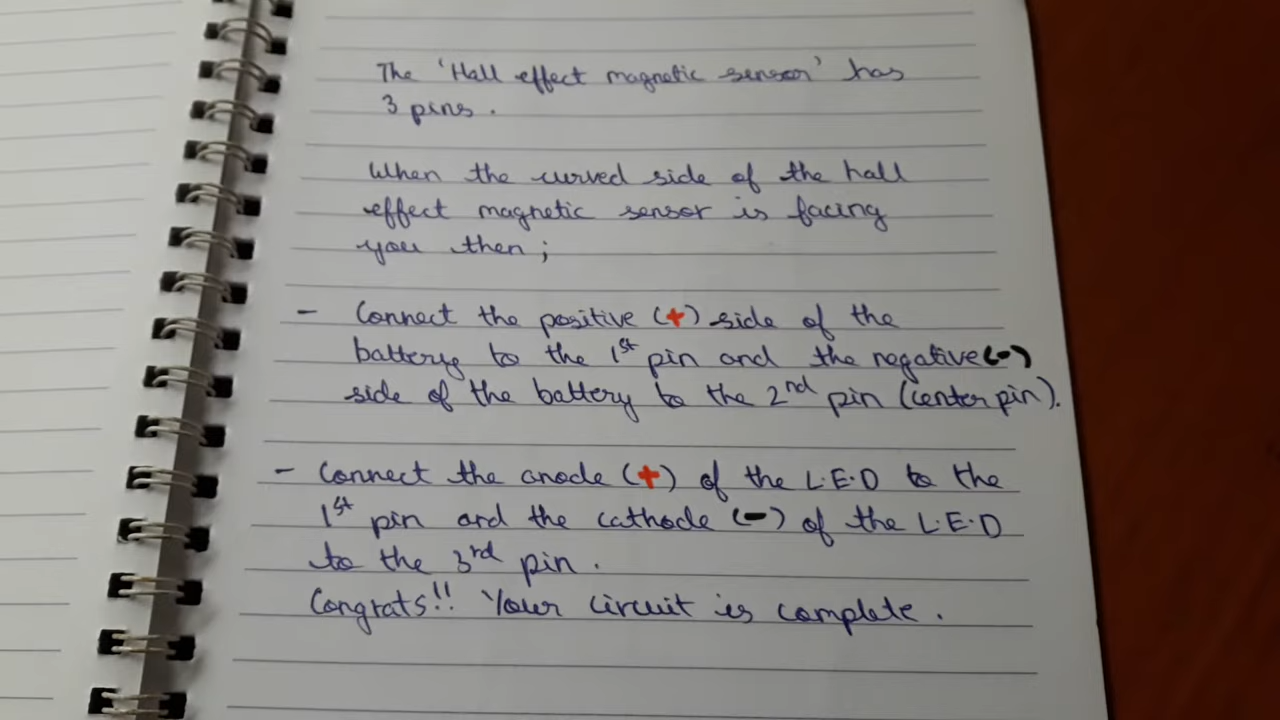 The 'Hall effect magnetic sensor' has
3 pins.
When the curved side of the hall
effect magnetic sensor is facing
you then;
- Connect the positive (+) side of the
battery to the 1st pin and the negative (-)
side of the battery to the 2nd pin (center pin).
- Connect the anode (+) of the L.E.D to the
1st pin and the cathode (-) of the L.E.D
to the 3rd pin.
Congrats!! Your circuit is complete.